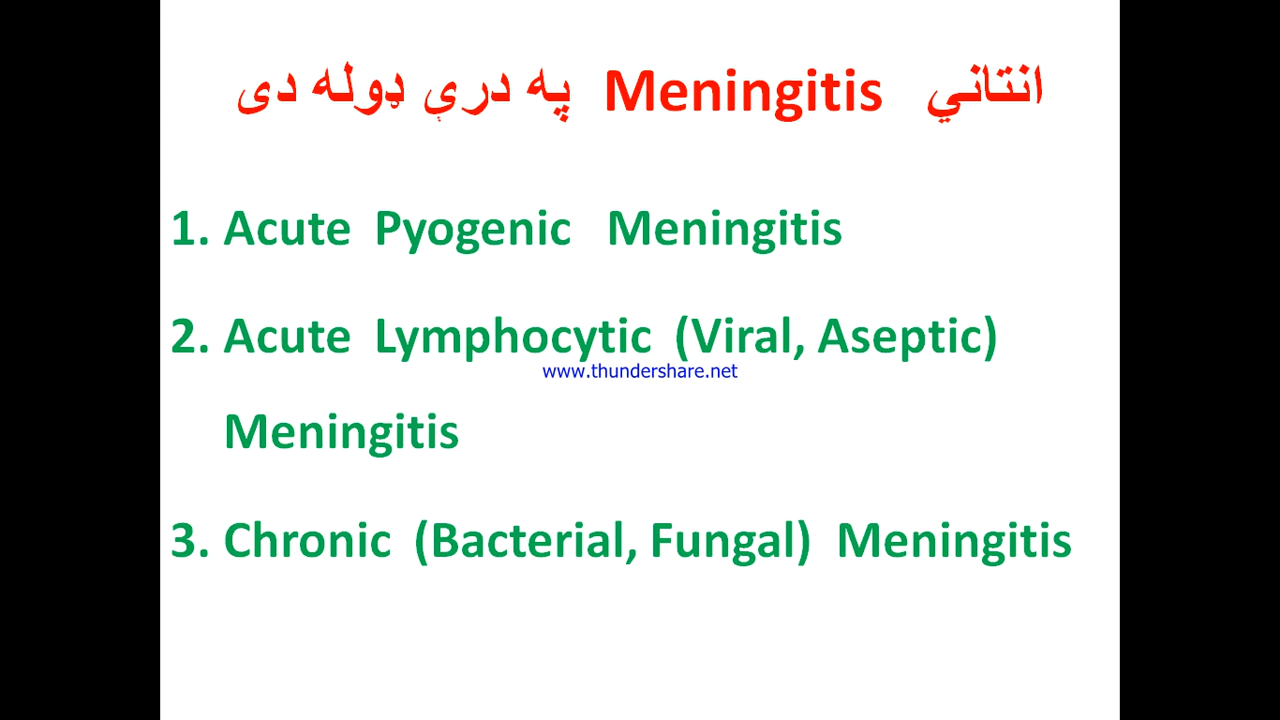 انتاني Meningitis په درې ډوله دی
1. Acute Pyogenic Meningitis
2. Acute Lymphocytic (Viral, Aseptic)
www.thundershare.net
Meningitis
3. Chronic (Bacterial, Fungal) Meningitis